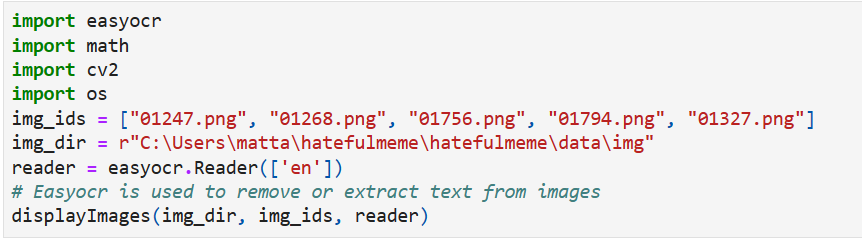 import easyocr
import math
import cv2
import os
img_ids = ["01247.png", "01268.png", "01756.png", "01794.png", "01327.png"]
img_dir = r"C:\Users\matta\hatefulmeme\hatefulmeme\data\img"
reader = easyocr.Reader(['en'])
# Easyocr is used to remove or extract text from images
displayImages(img_dir, img_ids, reader)